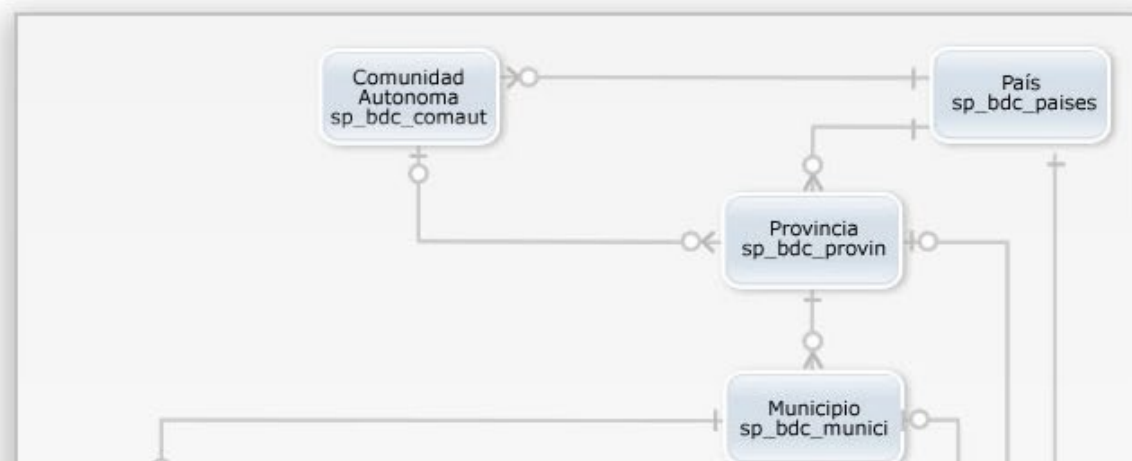 Comunidad
Autonoma
sp_bdc_comaut
País
sp_bdc_paises
Provincia
sp_bdc_provin
Municipio
sp_bdc_munici